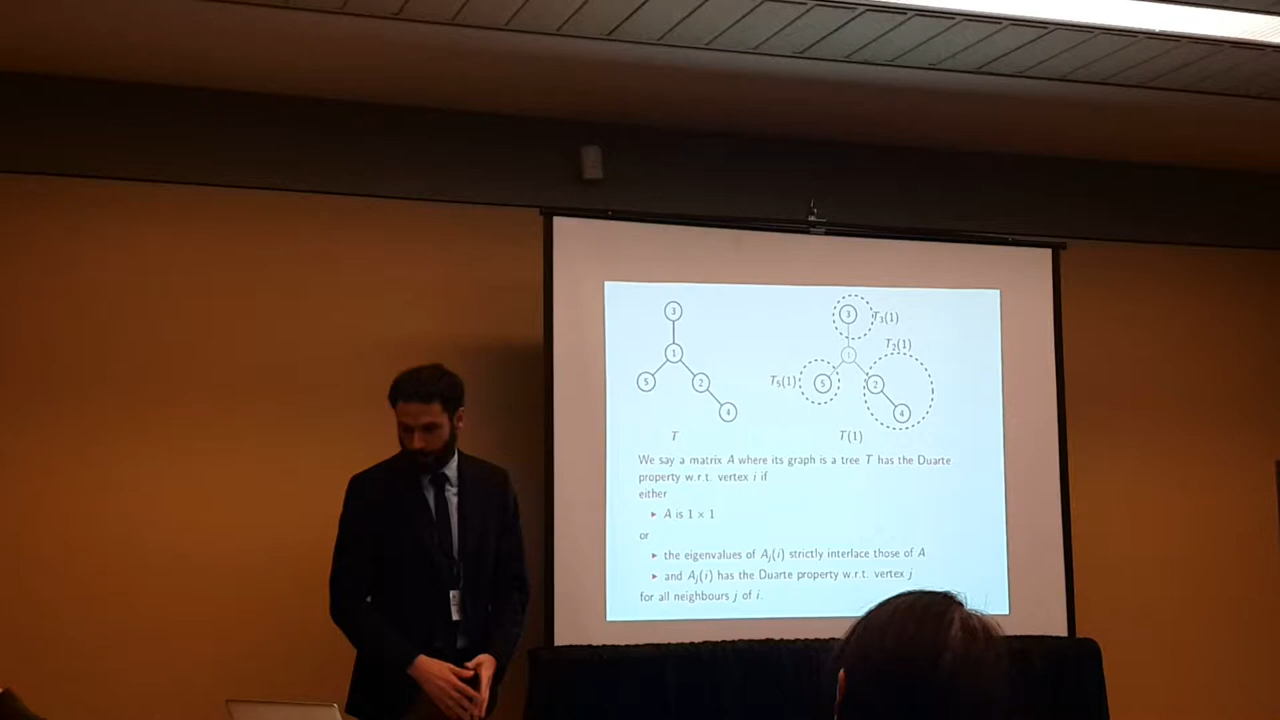 3
1
5
2
4
T
3
T₃(1)
1
T₂(1)
T₅(1)
5
2
4
T(1)
We say a matrix A where its graph is a tree T has the Duarte
property w.r.t. vertex i if
either
▸ A is 1 × 1
or
▸ the eigenvalues of Aⱼ(i) strictly interlace those of A
▸ and Aⱼ(i) has the Duarte property w.r.t. vertex j
for all neighbours j of i.